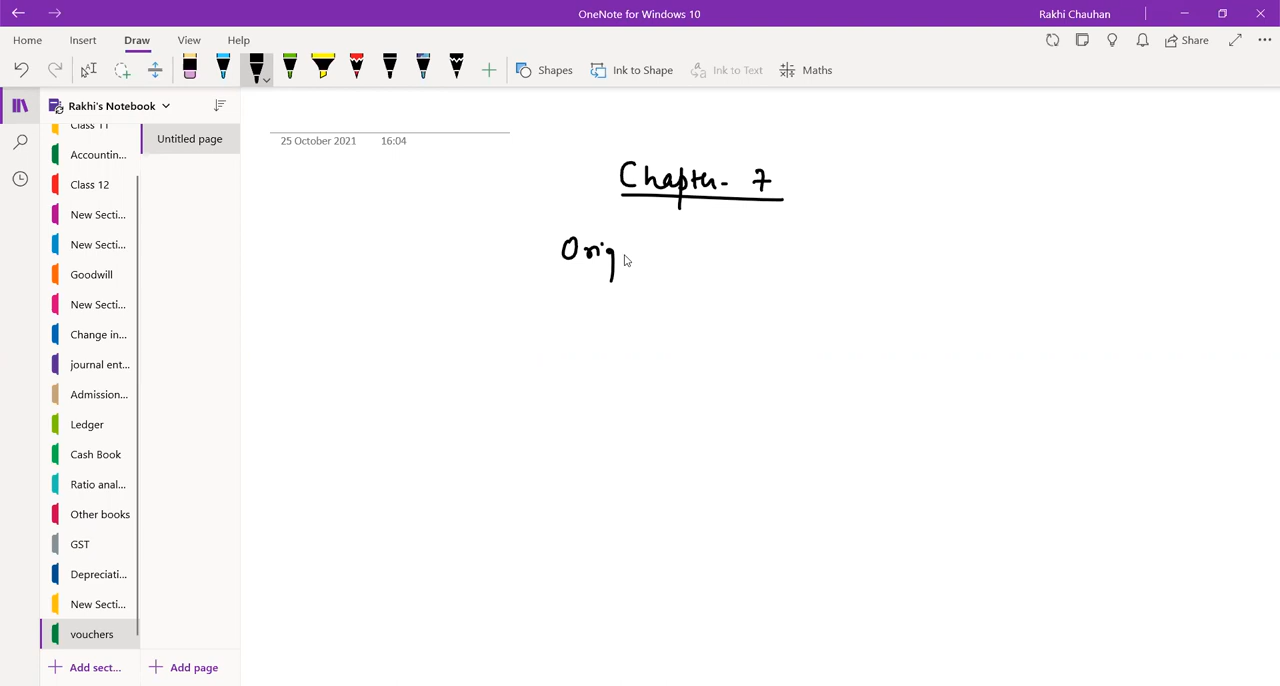 OneNote for Windows 10
Rakhi Chauhan
Home Insert Draw View Help
Share
Shapes Ink to Shape Ink to Text Maths
Rakhi's Notebook
Untitled page
Class 11
Accountin...
Class 12
New Secti...
New Secti...
Goodwill
New Secti...
Change in...
journal ent...
Admission...
Ledger
Cash Book
Ratio anal...
Other books
GST
Depreciati...
New Secti...
vouchers
Add sect... Add page
25 October 2021 16:04
Chapter- 7
Orig